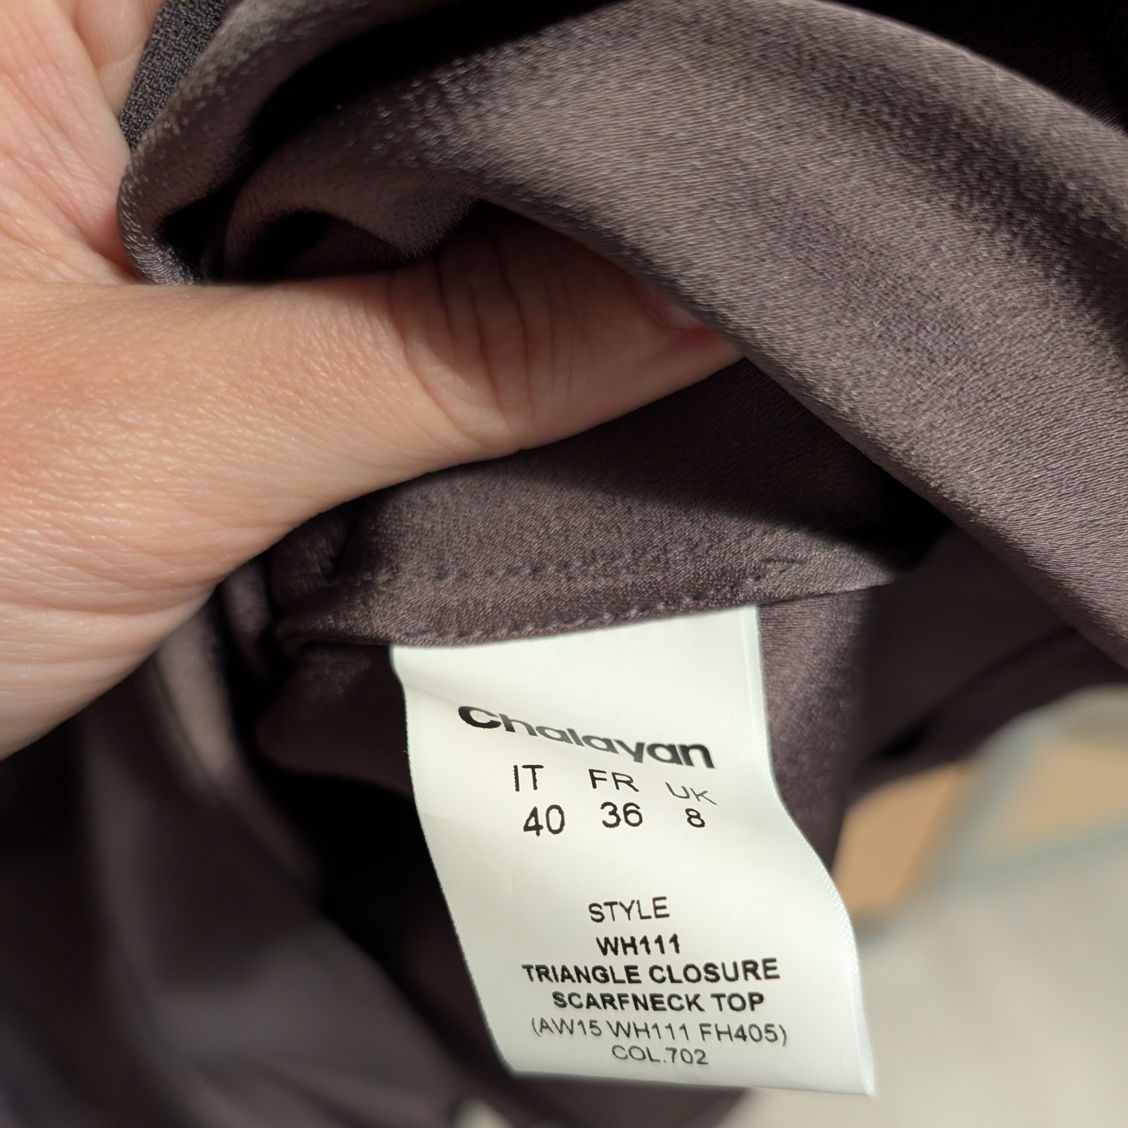 Chalayan
IT FR UK
40 36 8
STYLE
WH111
TRIANGLE CLOSURE
SCARFNECK TOP
(AW15 WH111 FH405)
COL.702